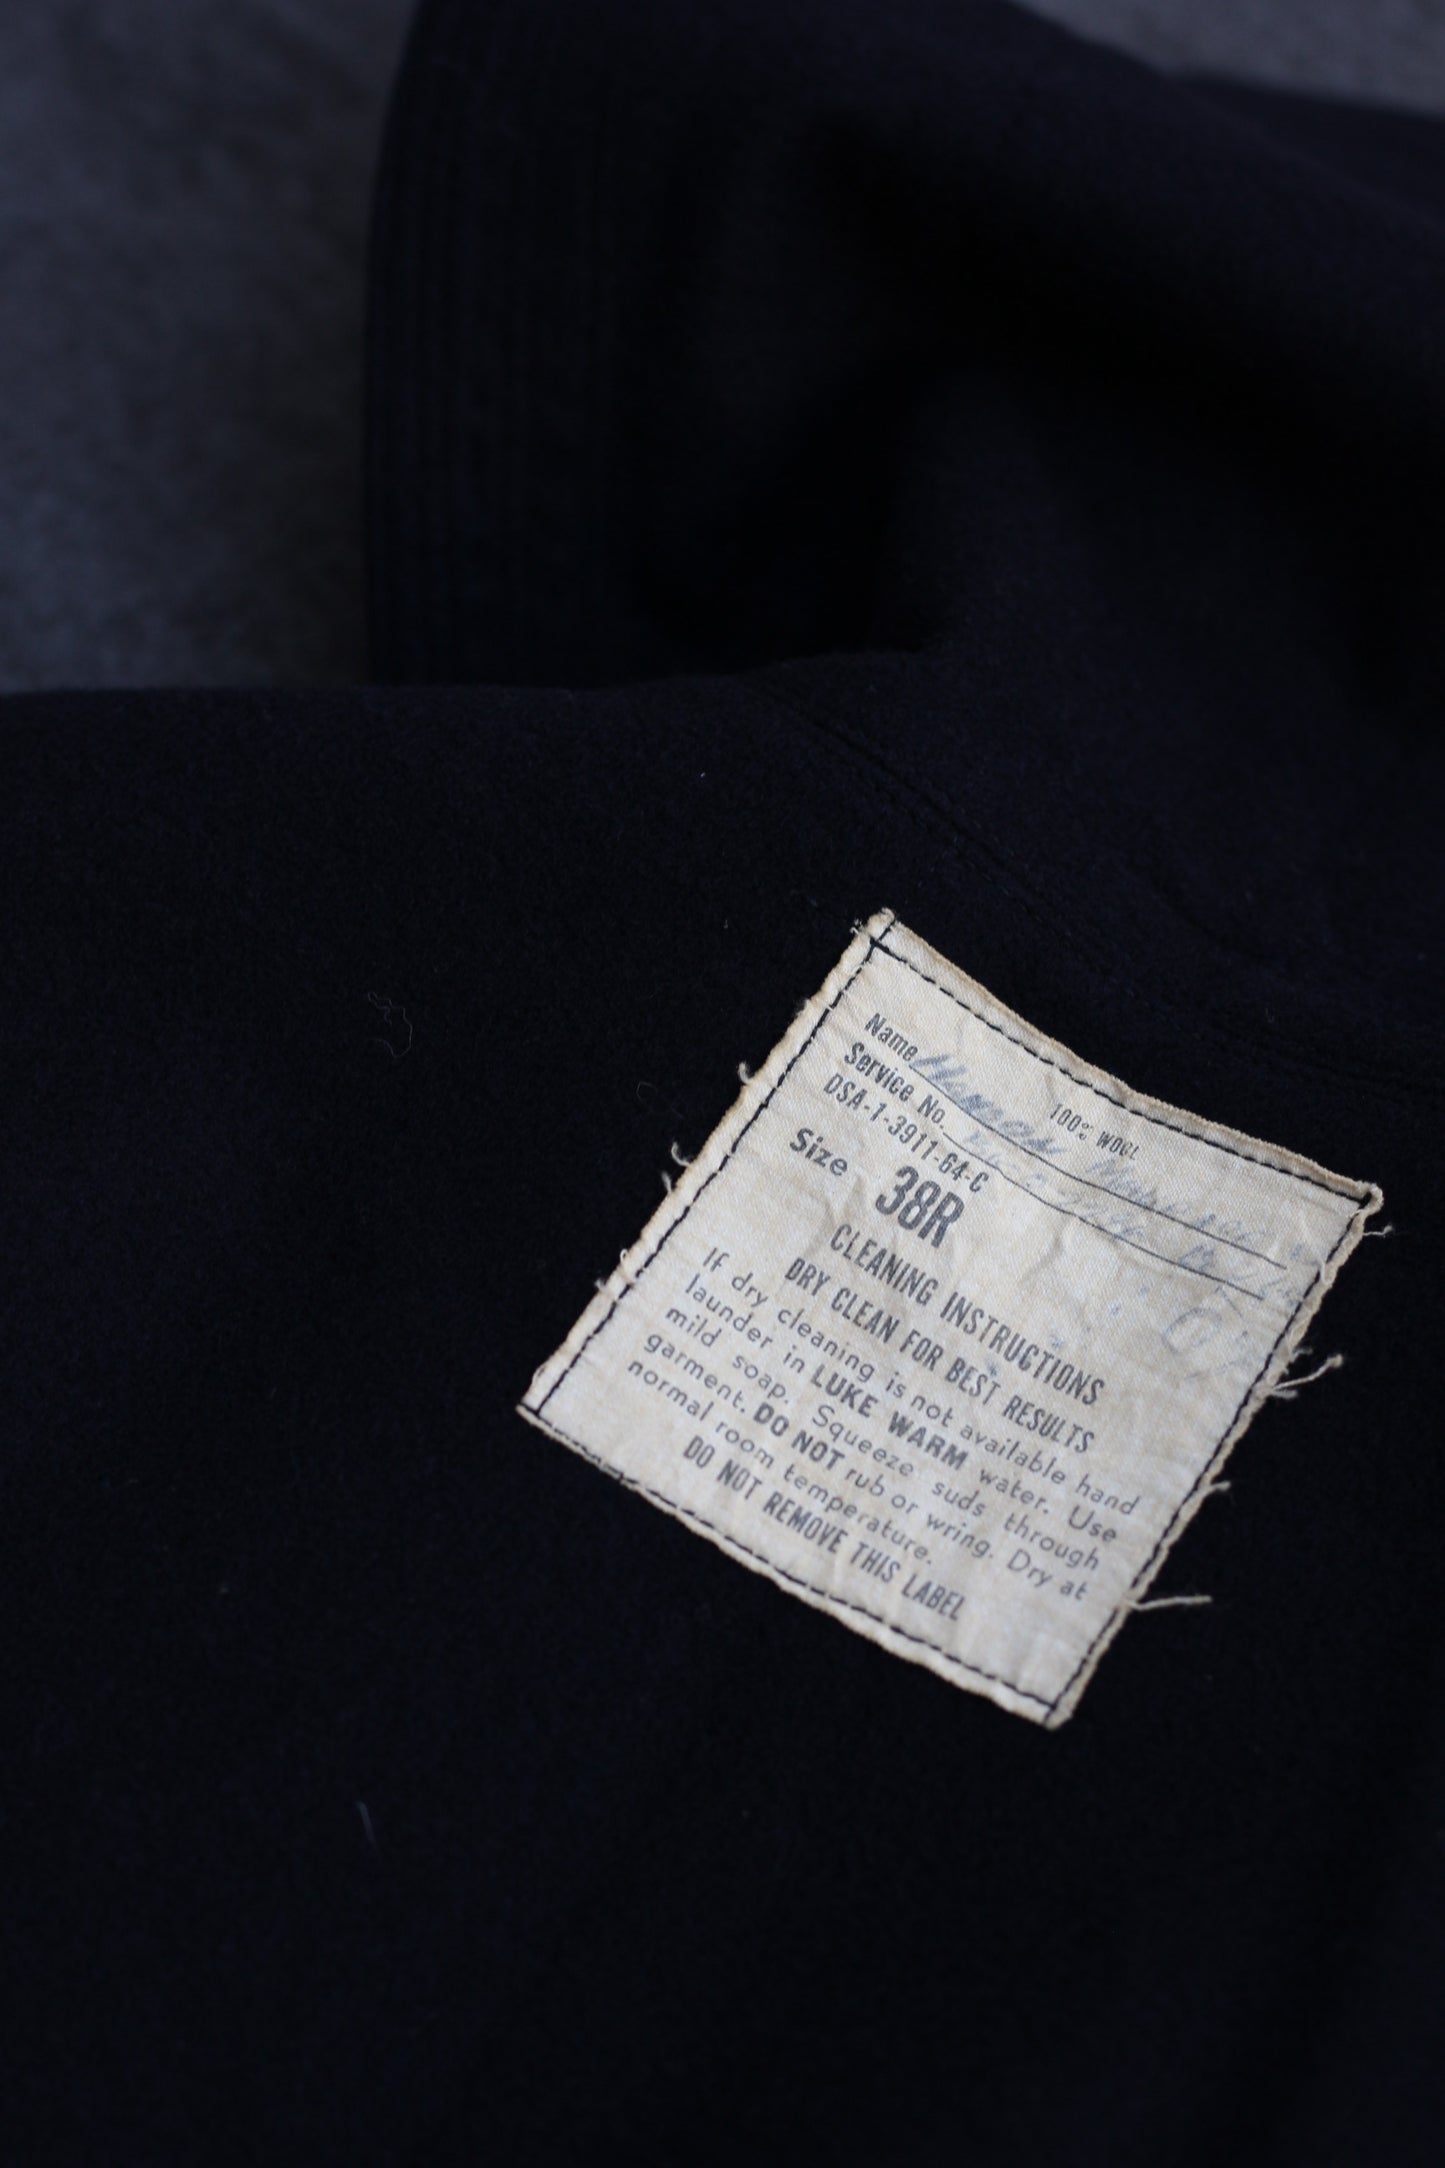 100% WOOL
Name
Service No.
DSA-1-3911-64-C
Size 38R
CLEANING INSTRUCTIONS
DRY CLEAN FOR BEST RESULTS
If dry cleaning is not available hand
launder in LUKE WARM water. Use
mild soap. Squeeze suds through
garment. DO NOT rub or wring. Dry at
normal room temperature.
DO NOT REMOVE THIS LABEL